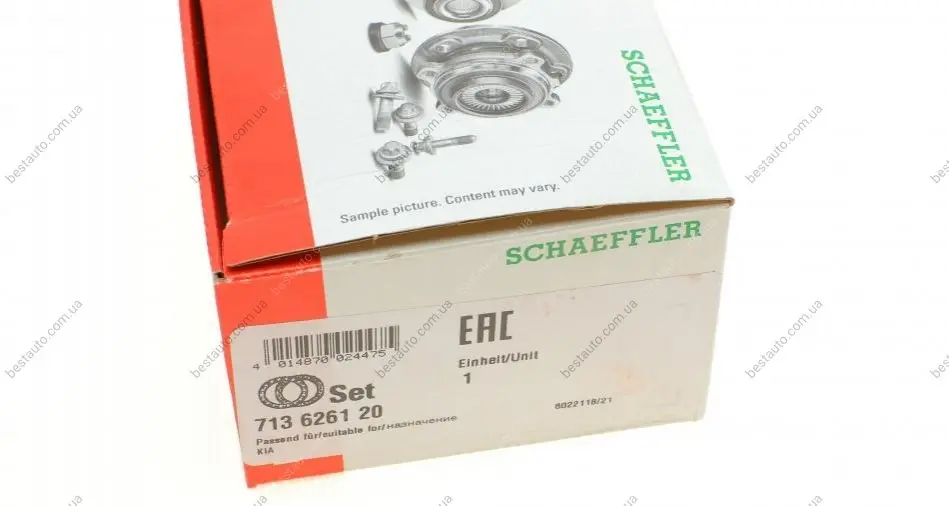 SCHAEFFLER
Sample picture. Content may vary.
SCHAEFFLER
EAC
4 014870 024475
Einheit/Unit
1
Set
713 6261 20
6022118/21
Passend für/suitable for/назначение
KIA
bestauto.com.ua